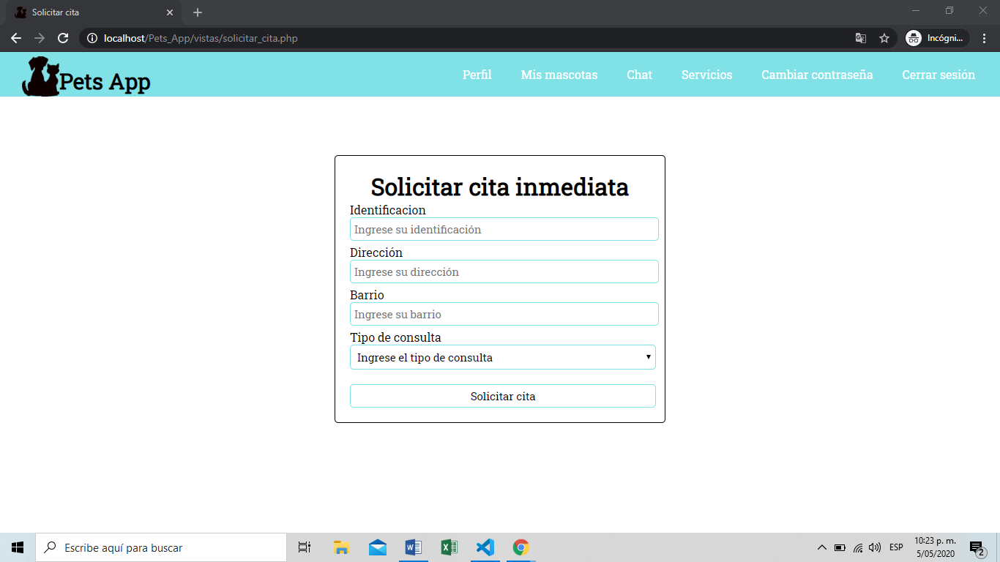 Solicitar cita
localhost/Pets_App/vistas/solicitar_cita.php
Incógni...
Pets App
Perfil
Mis mascotas
Chat
Servicios
Cambiar contraseña
Cerrar sesión
Solicitar cita inmediata
Identificacion
Ingrese su identificación
Dirección
Ingrese su dirección
Barrio
Ingrese su barrio
Tipo de consulta
Ingrese el tipo de consulta
Solicitar cita
Escribe aquí para buscar
ESP
10:23 p. m.
5/05/2020
2